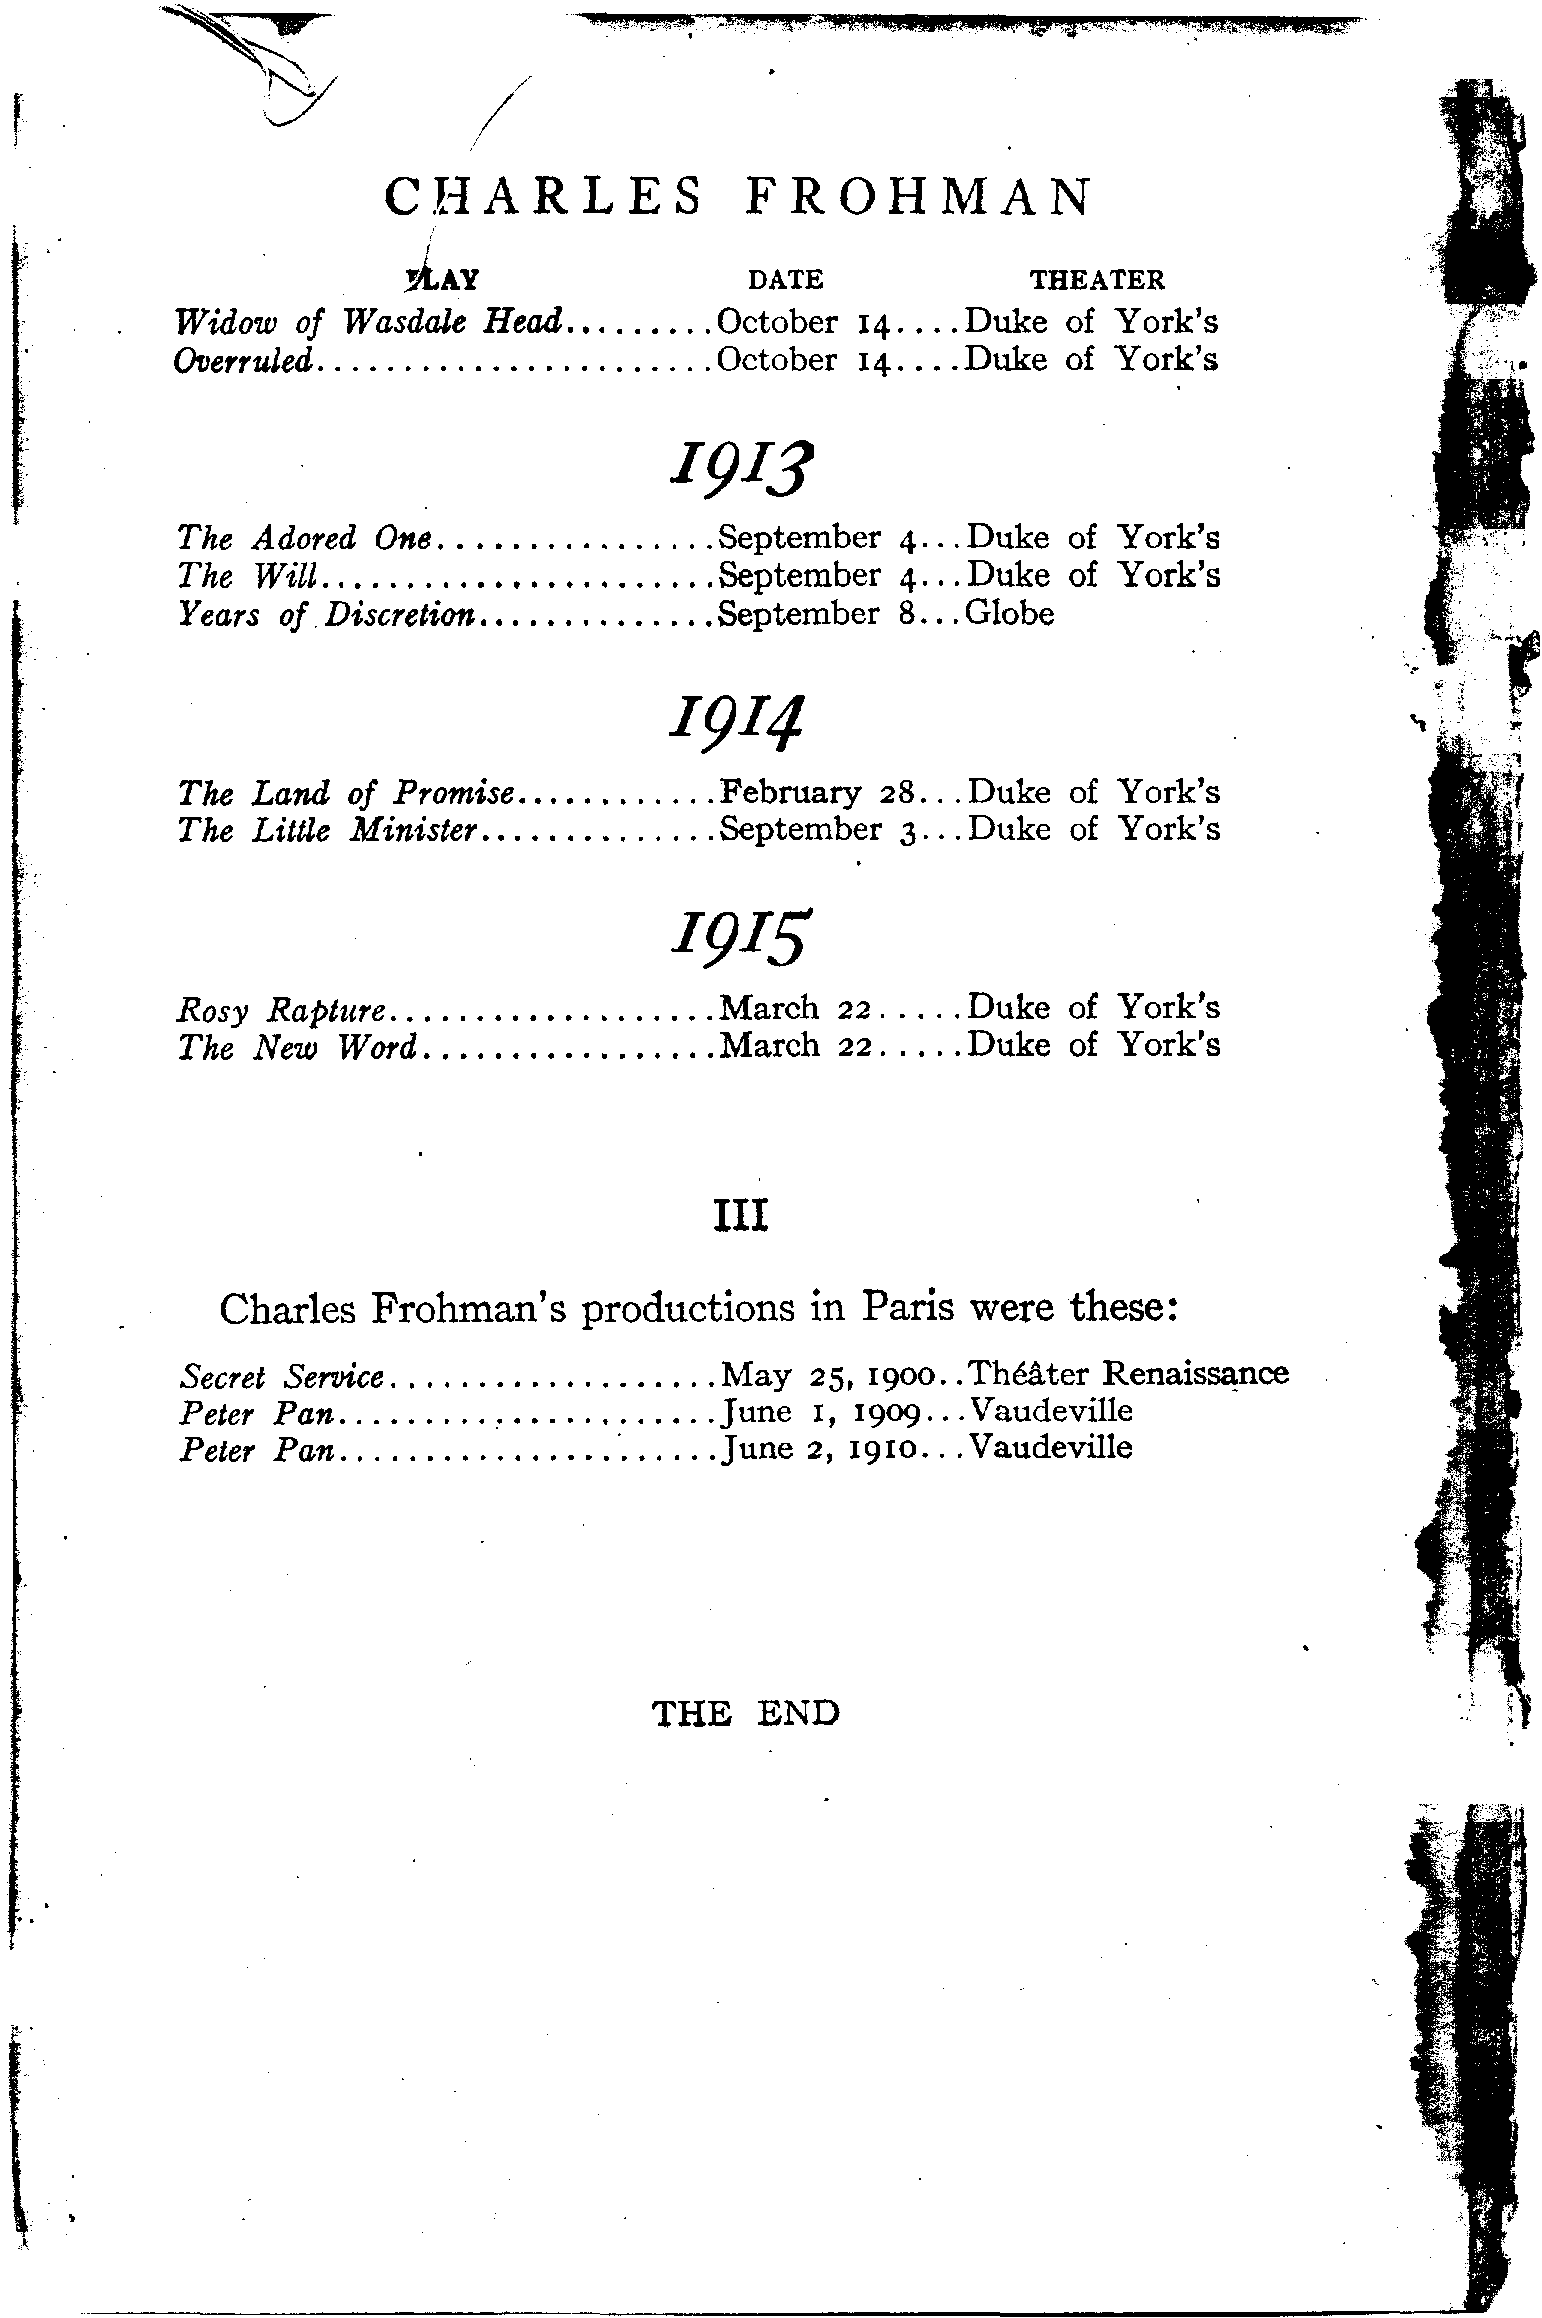 CHARLES FROHMAN
PLAY DATE THEATER
Widow of Wasdale Head.........October 14....Duke of York's
Overruled........................October 14....Duke of York's
1913
The Adored One.................September 4...Duke of York's
The Will........................September 4...Duke of York's
Years of Discretion..............September 8...Globe
1914
The Land of Promise............February 28...Duke of York's
The Little Minister..............September 3...Duke of York's
1915
Rosy Rapture...................March 22.....Duke of York's
The New Word.................March 22.....Duke of York's
III
Charles Frohman's productions in Paris were these:
Secret Service...................May 25, 1900..Théâter Renaissance
Peter Pan.......................June 1, 1909...Vaudeville
Peter Pan.......................June 2, 1910...Vaudeville
THE END